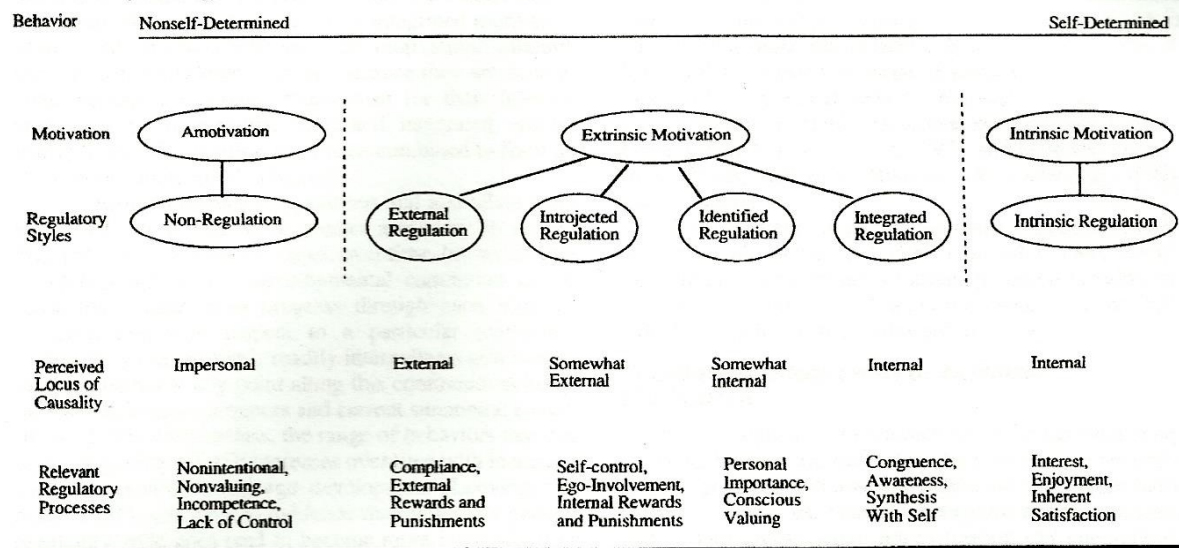 Behavior Nonself-Determined Self-Determined
Motivation Amotivation Extrinsic Motivation Intrinsic Motivation
Regulatory
Styles
Non-Regulation
External
Regulation
Introjected
Regulation
Identified
Regulation
Integrated
Regulation
Intrinsic Regulation
Perceived
Locus of
Causality
Impersonal
External
Somewhat
External
Somewhat
Internal
Internal
Internal
Relevant
Regulatory
Processes
Nonintentional,
Nonvaluing,
Incompetence,
Lack of Control
Compliance,
External
Rewards and
Punishments
Self-control,
Ego-Involvement,
Internal Rewards
and Punishments
Personal
Importance,
Conscious
Valuing
Congruence,
Awareness,
Synthesis
With Self
Interest,
Enjoyment,
Inherent
Satisfaction